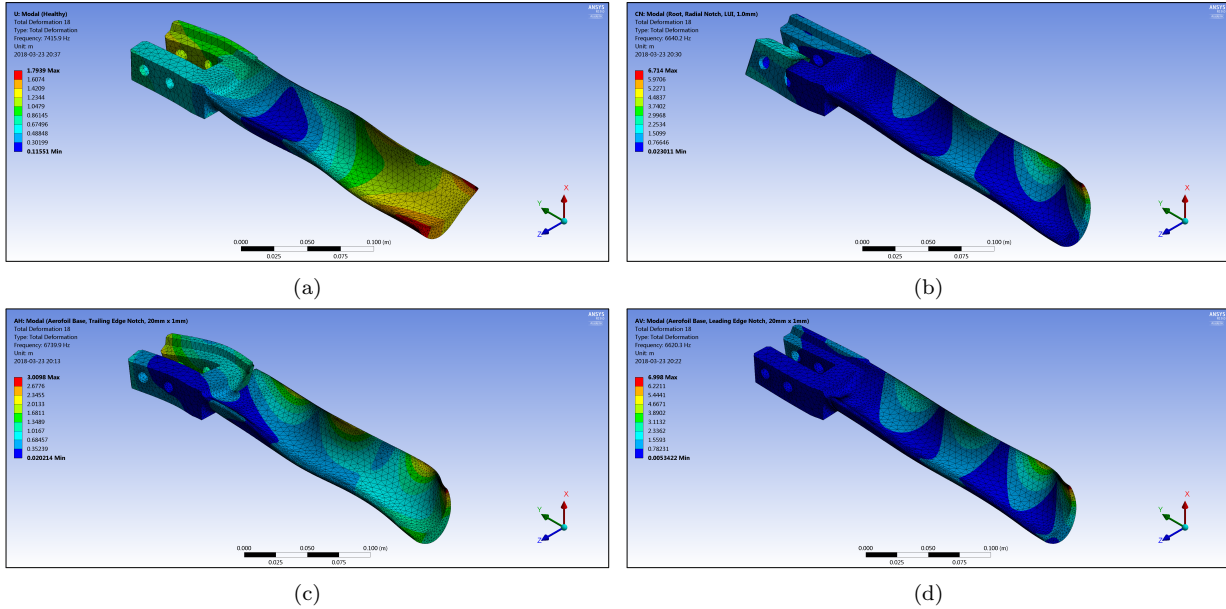 U: Modal (Healthy)
Total Deformation 18
Type: Total Deformation
Frequency: 7415.9 Hz
Unit: m
2018-03-23 20:37
1.7939 Max
1.6074
1.4209
1.2344
1.0479
0.86145
0.67496
0.48848
0.30199
0.11551 Min
ANSYS
X
Y
Z
0.000 0.050 0.100 (m)
0.025 0.075
(a)
CN: Modal (Root, Radial Notch, LUI, 1.0mm)
Total Deformation 18
Type: Total Deformation
Frequency: 6640.2 Hz
Unit: m
2018-03-23 20:30
6.714 Max
5.9706
5.2271
4.4837
3.7402
2.9968
2.2534
1.5099
0.76646
0.023011 Min
ANSYS
X
Y
Z
0.000 0.050 0.100 (m)
0.025 0.075
(b)
AH: Modal (Aerofoil Base, Trailing Edge Notch, 20mm x 1mm)
Total Deformation 18
Type: Total Deformation
Frequency: 6739.9 Hz
Unit: m
2018-03-23 20:13
3.0098 Max
2.6776
2.3455
2.0133
1.6811
1.3489
1.0167
0.68457
0.35239
0.020214 Min
ANSYS
X
Y
Z
0.000 0.050 0.100 (m)
0.025 0.075
(c)
AV: Modal (Aerofoil Base, Leading Edge Notch, 20mm x 1mm)
Total Deformation 18
Type: Total Deformation
Frequency: 6620.3 Hz
Unit: m
2018-03-23 20:22
6.998 Max
6.2211
5.4441
4.6671
3.8902
3.1132
2.3362
1.5593
0.78231
0.0053422 Min
ANSYS
X
Y
Z
0.000 0.050 0.100 (m)
0.025 0.075
(d)